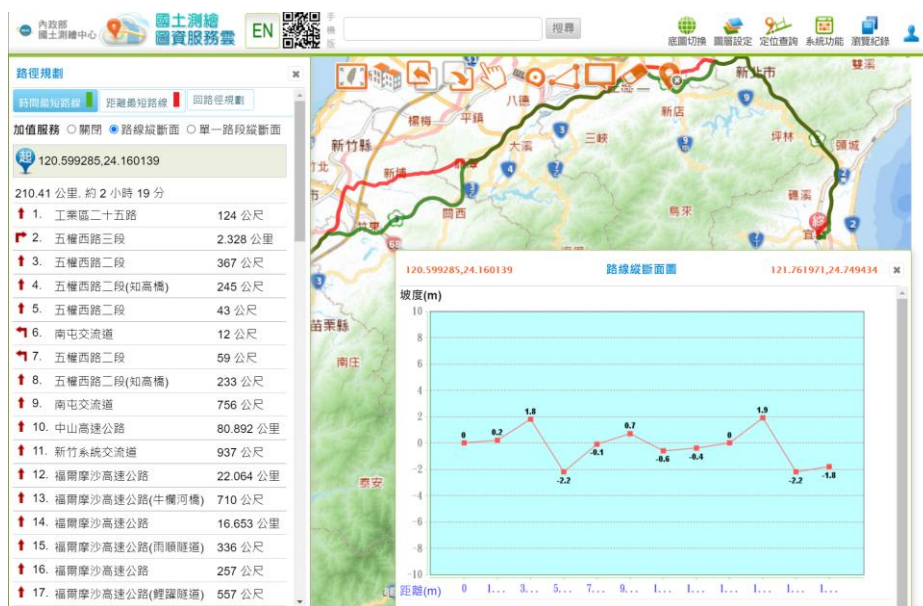 內政部
國土測繪中心
國土測繪
圖資服務雲
EN
手機版
搜尋
底圖切換 圖層設定 定位查詢 系統功能 瀏覽紀錄
路徑規劃
時間最短路線 距離最短路線 回路徑規劃
加值服務 關閉 路線縱斷面 單一路段縱斷面
起 120.599285,24.160139
210.41 公里, 約 2 小時 19 分
1. 工業區二十五路 124 公尺
2. 五權西路三段 2.328 公里
3. 五權西路二段 367 公尺
4. 五權西路二段(知高橋) 245 公尺
5. 五權西路二段 43 公尺
6. 南屯交流道 12 公尺
7. 五權西路二段 59 公尺
8. 五權西路二段(知高橋) 233 公尺
9. 南屯交流道 756 公尺
10. 中山高速公路 80.892 公里
11. 新竹系統交流道 937 公尺
12. 福爾摩沙高速公路 22.064 公里
13. 福爾摩沙高速公路(牛欄河橋) 710 公尺
14. 福爾摩沙高速公路 16.653 公里
15. 福爾摩沙高速公路(雨順隧道) 336 公尺
16. 福爾摩沙高速公路 257 公尺
17. 福爾摩沙高速公路(鯉躍隧道) 557 公尺
新北市
雙溪
八德
楊梅
平鎮
新店
新竹縣
大溪
三峽
坪林
頭城
新埔
礁溪
關西
烏來
竹東
終
苗栗縣
南庄
泰安
120.599285,24.160139 路線縱斷面圖 121.761971,24.749434
坡度(m)
10
8
6
4
2
0
-2
-4
-6
-8
-10
0 0.2 1.8 -2.2 -0.1 0.7 -0.6 -0.4 0 1.9 -2.2 -1.8
距離(m) 0 1... 3... 5... 7... 9... 1... 1... 1... 1... 1... 1...